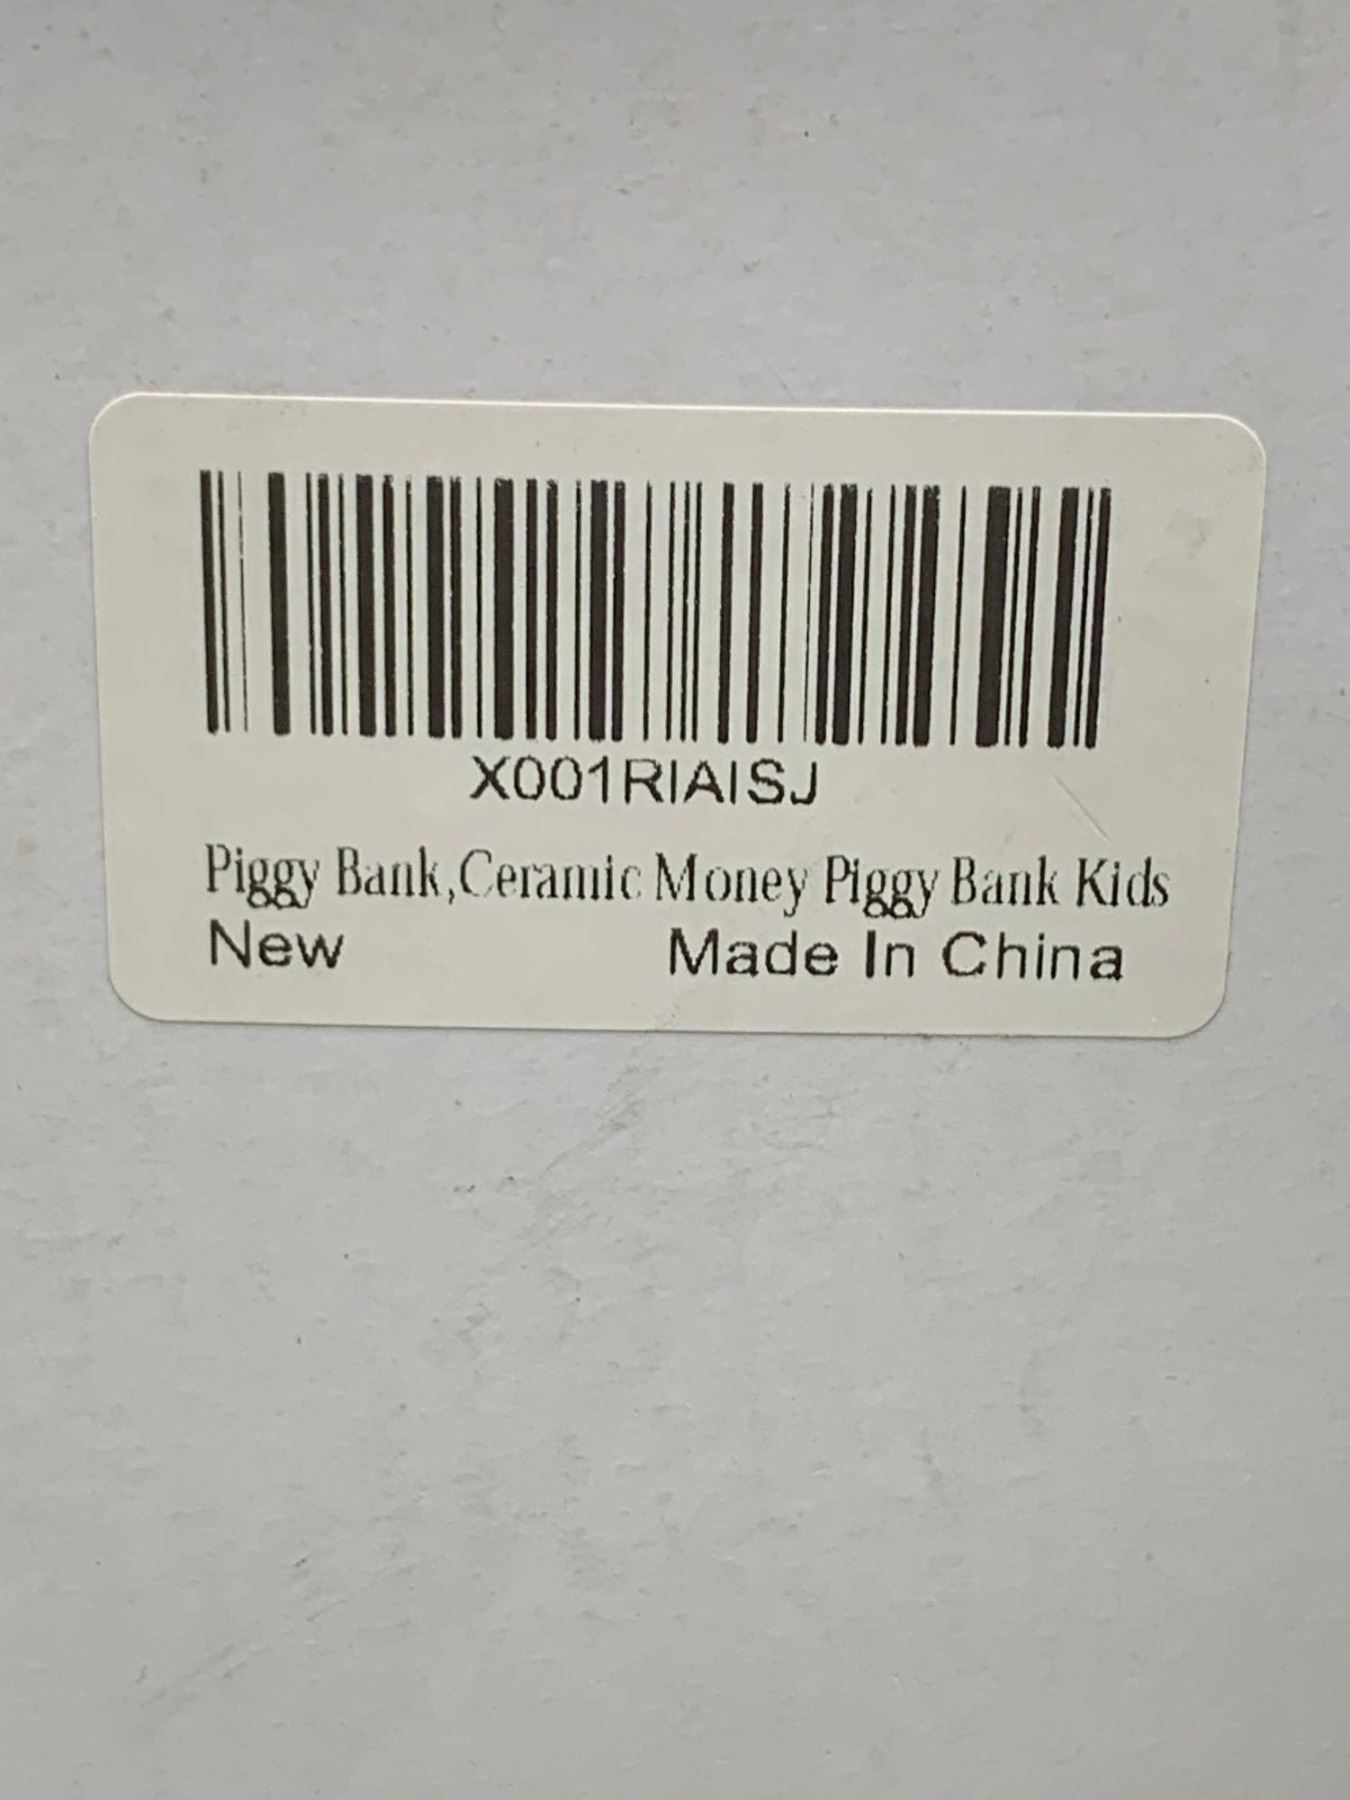 X001RIAISJ
Piggy Bank,Ceramic Money Piggy Bank Kids
New Made In China